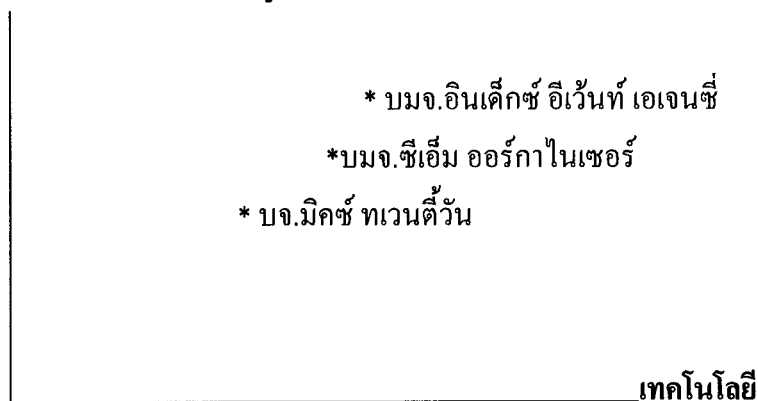 * บมจ.อินเด็กซ์ อีเว้นท์ เอเจนซี่
*บมจ.ซีเอ็ม ออร์กาไนเซอร์
* บจ.มิคซ์ ทเวนตี้วัน
เทคโนโลยี